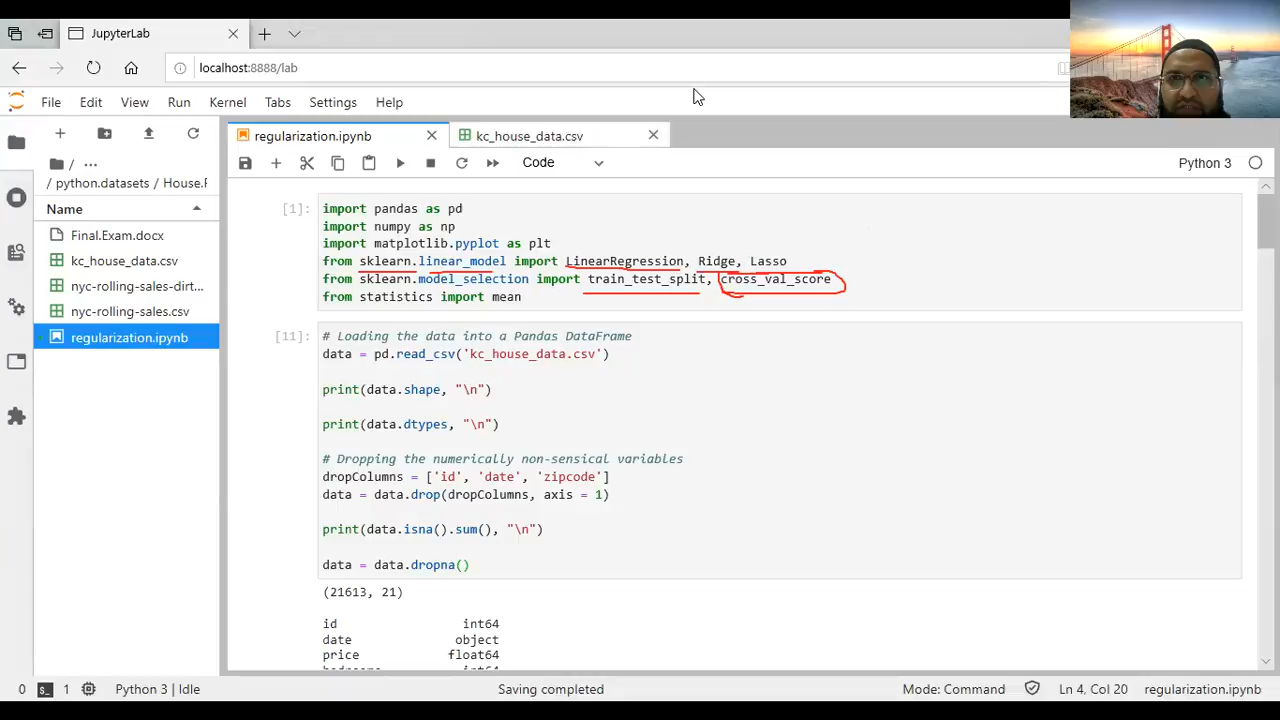 JupyterLab
localhost:8888/lab
File Edit View Run Kernel Tabs Settings Help
regularization.ipynb
kc_house_data.csv
Code
Python 3
/ ...
/ python.datasets / House.F
Name
Final.Exam.docx
kc_house_data.csv
nyc-rolling-sales-dirt...
nyc-rolling-sales.csv
regularization.ipynb
[1]:
import pandas as pd
import numpy as np
import matplotlib.pyplot as plt
from sklearn.linear_model import LinearRegression, Ridge, Lasso
from sklearn.model_selection import train_test_split, cross_val_score
from statistics import mean
[11]:
# Loading the data into a Pandas DataFrame
data = pd.read_csv('kc_house_data.csv')
print(data.shape, "\n")
print(data.dtypes, "\n")
# Dropping the numerically non-sensical variables
dropColumns = ['id', 'date', 'zipcode']
data = data.drop(dropColumns, axis = 1)
print(data.isna().sum(), "\n")
data = data.dropna()
(21613, 21)
id int64
date object
price float64
0 1 Python 3 | Idle Saving completed Mode: Command Ln 4, Col 20 regularization.ipynb